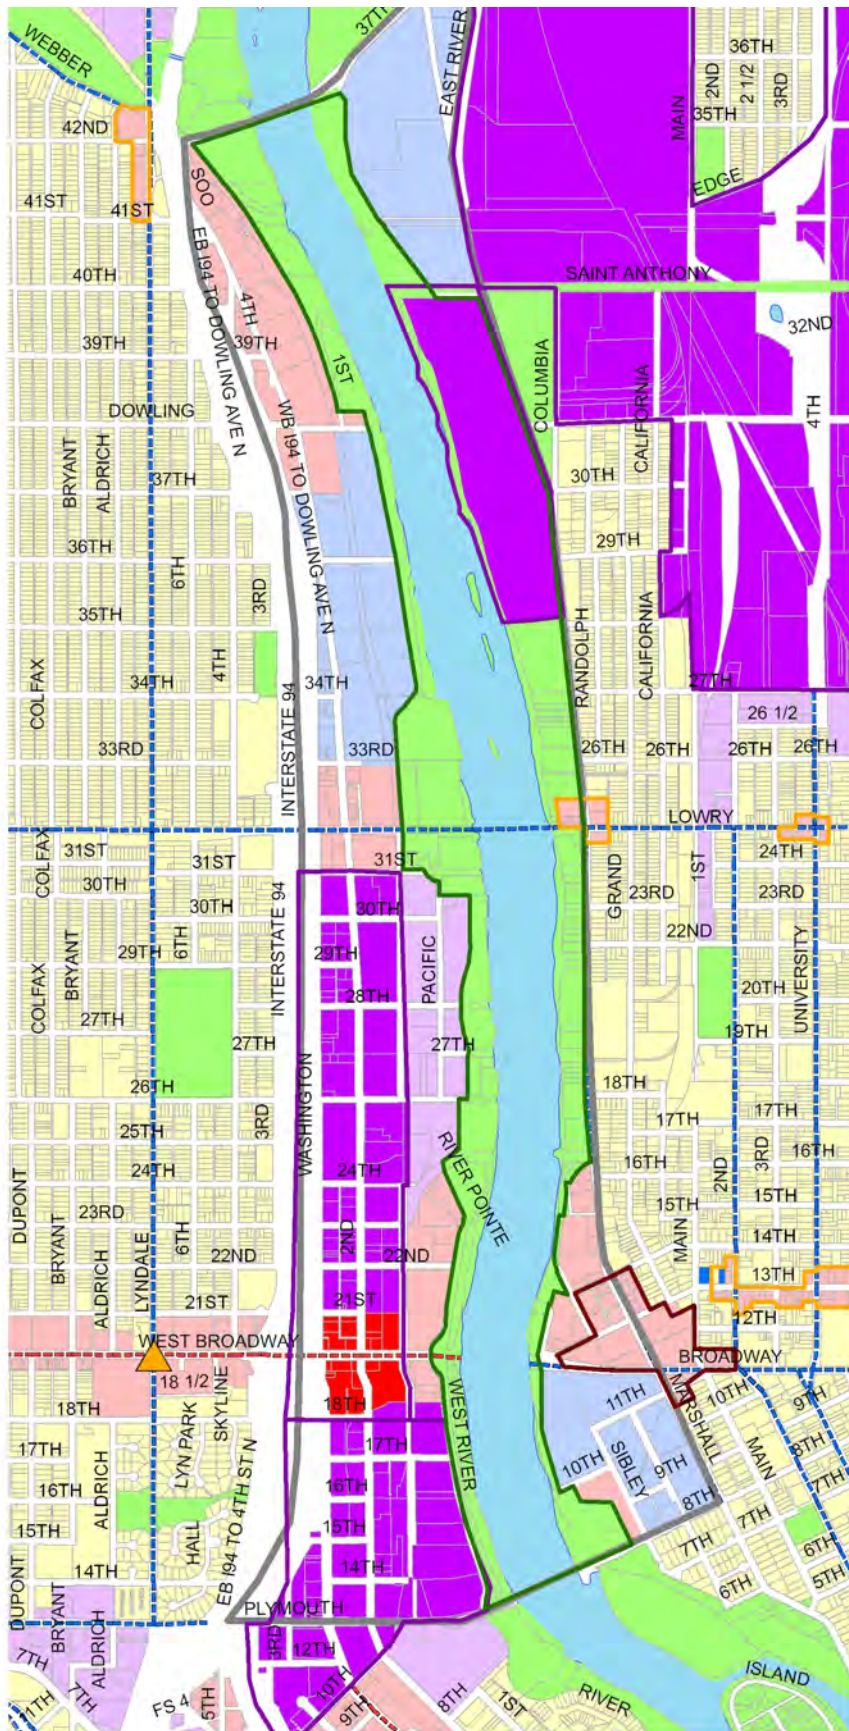 37TH
WEBBER
EAST RIVER
36TH
2ND
2 1/2
3RD
35TH
MAIN
42ND
EDGE
SOO
41ST
41ST
40TH
SAINT ANTHONY
EB I94 TO DOWLING AVE N
4TH
39TH
39TH
32ND
1ST
COLUMBIA
CALIFORNIA
4TH
DOWLING
WB I94 TO DOWLING AVE N
BRYANT
ALDRICH
37TH
30TH
36TH
29TH
6TH
3RD
35TH
RANDOLPH
CALIFORNIA
COLFAX
34TH
4TH
34TH
27TH
INTERSTATE 94
26 1/2
33RD
33RD
26TH
26TH
26TH
26TH
LOWRY
COLFAX
31ST
31ST
31ST
24TH
30TH
1ST
GRAND
23RD
23RD
30TH
30TH
INTERSTATE 94
22ND
BRYANT
29TH
6TH
29TH
PACIFIC
UNIVERSITY
COLFAX
28TH
20TH
27TH
27TH
27TH
19TH
26TH
WASHINGTON
18TH
25TH
3RD
17TH
17TH
24TH
24TH
RIVER POINTE
16TH
2ND
3RD
16TH
DUPONT
23RD
15TH
15TH
BRYANT
6TH
22ND
2ND
22ND
MAIN
14TH
ALDRICH
LYNDALE
21ST
21ST
13TH
12TH
WEST BROADWAY
BROADWAY
18 1/2
WEST RIVER
MARSHALL
18TH
SKYLINE
18TH
11TH
10TH
9TH
LYN PARK
17TH
17TH
10TH
SIBLEY
9TH
MAIN
8TH
16TH
ALDRICH
16TH
8TH
7TH
7TH
15TH
HALL
EB I94 TO 4TH ST N
15TH
7TH
6TH
14TH
14TH
6TH
5TH
DUPONT
BRYANT
ALDRICH
PLYMOUTH
7TH
3RD
12TH
7TH
10TH
8TH
ISLAND
11TH
FS 4
5TH
9TH
1ST
RIVER